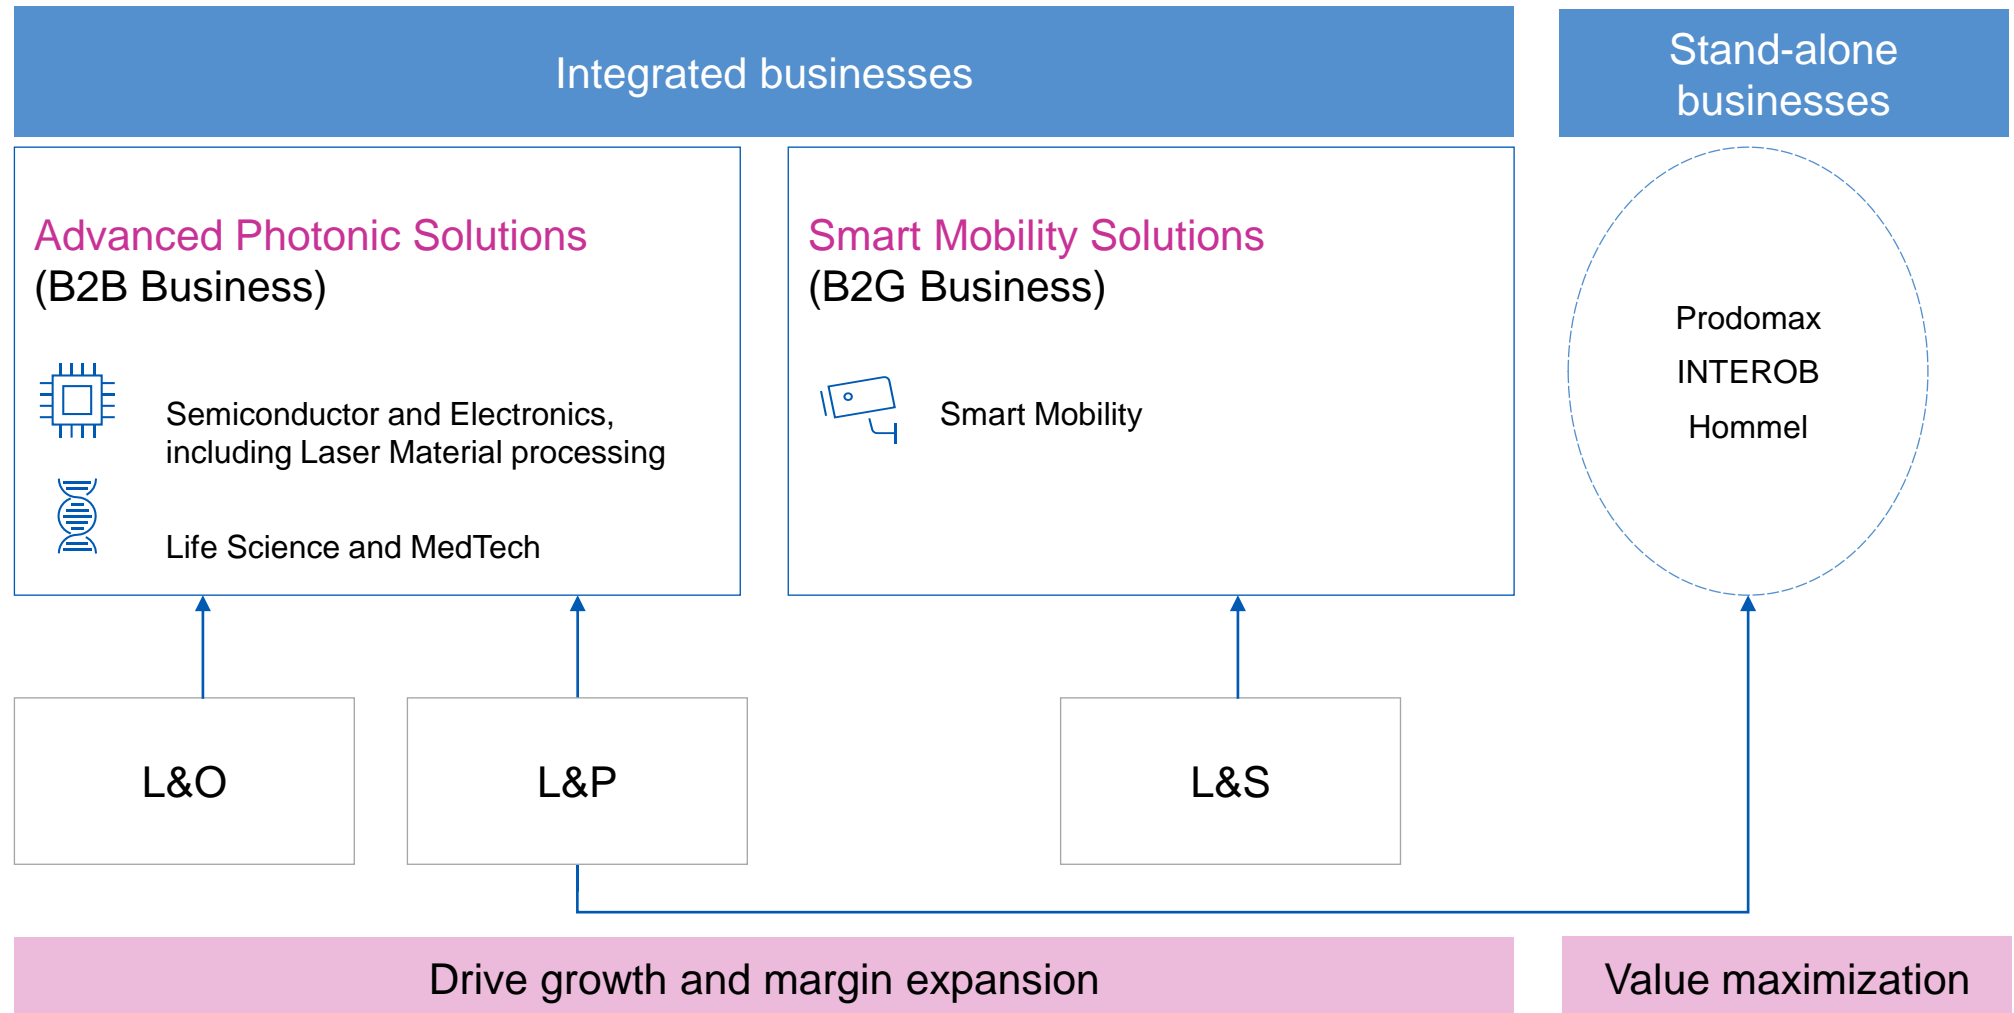 Integrated businesses
Stand-alone
businesses
Advanced Photonic Solutions
(B2B Business)
Semiconductor and Electronics,
including Laser Material processing
Life Science and MedTech
Smart Mobility Solutions
(B2G Business)
Smart Mobility
Prodomax
INTEROB
Hommel
L&O
L&P
L&S
Drive growth and margin expansion
Value maximization